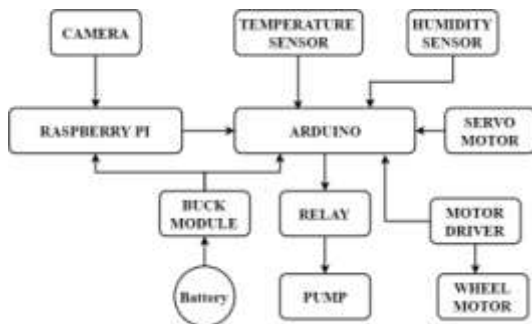 CAMERA
TEMPERATURE
SENSOR
HUMIDITY
SENSOR
RASPBERRY PI
ARDUINO
SERVO
MOTOR
BUCK
MODULE
RELAY
MOTOR
DRIVER
Battery
PUMP
WHEEL
MOTOR